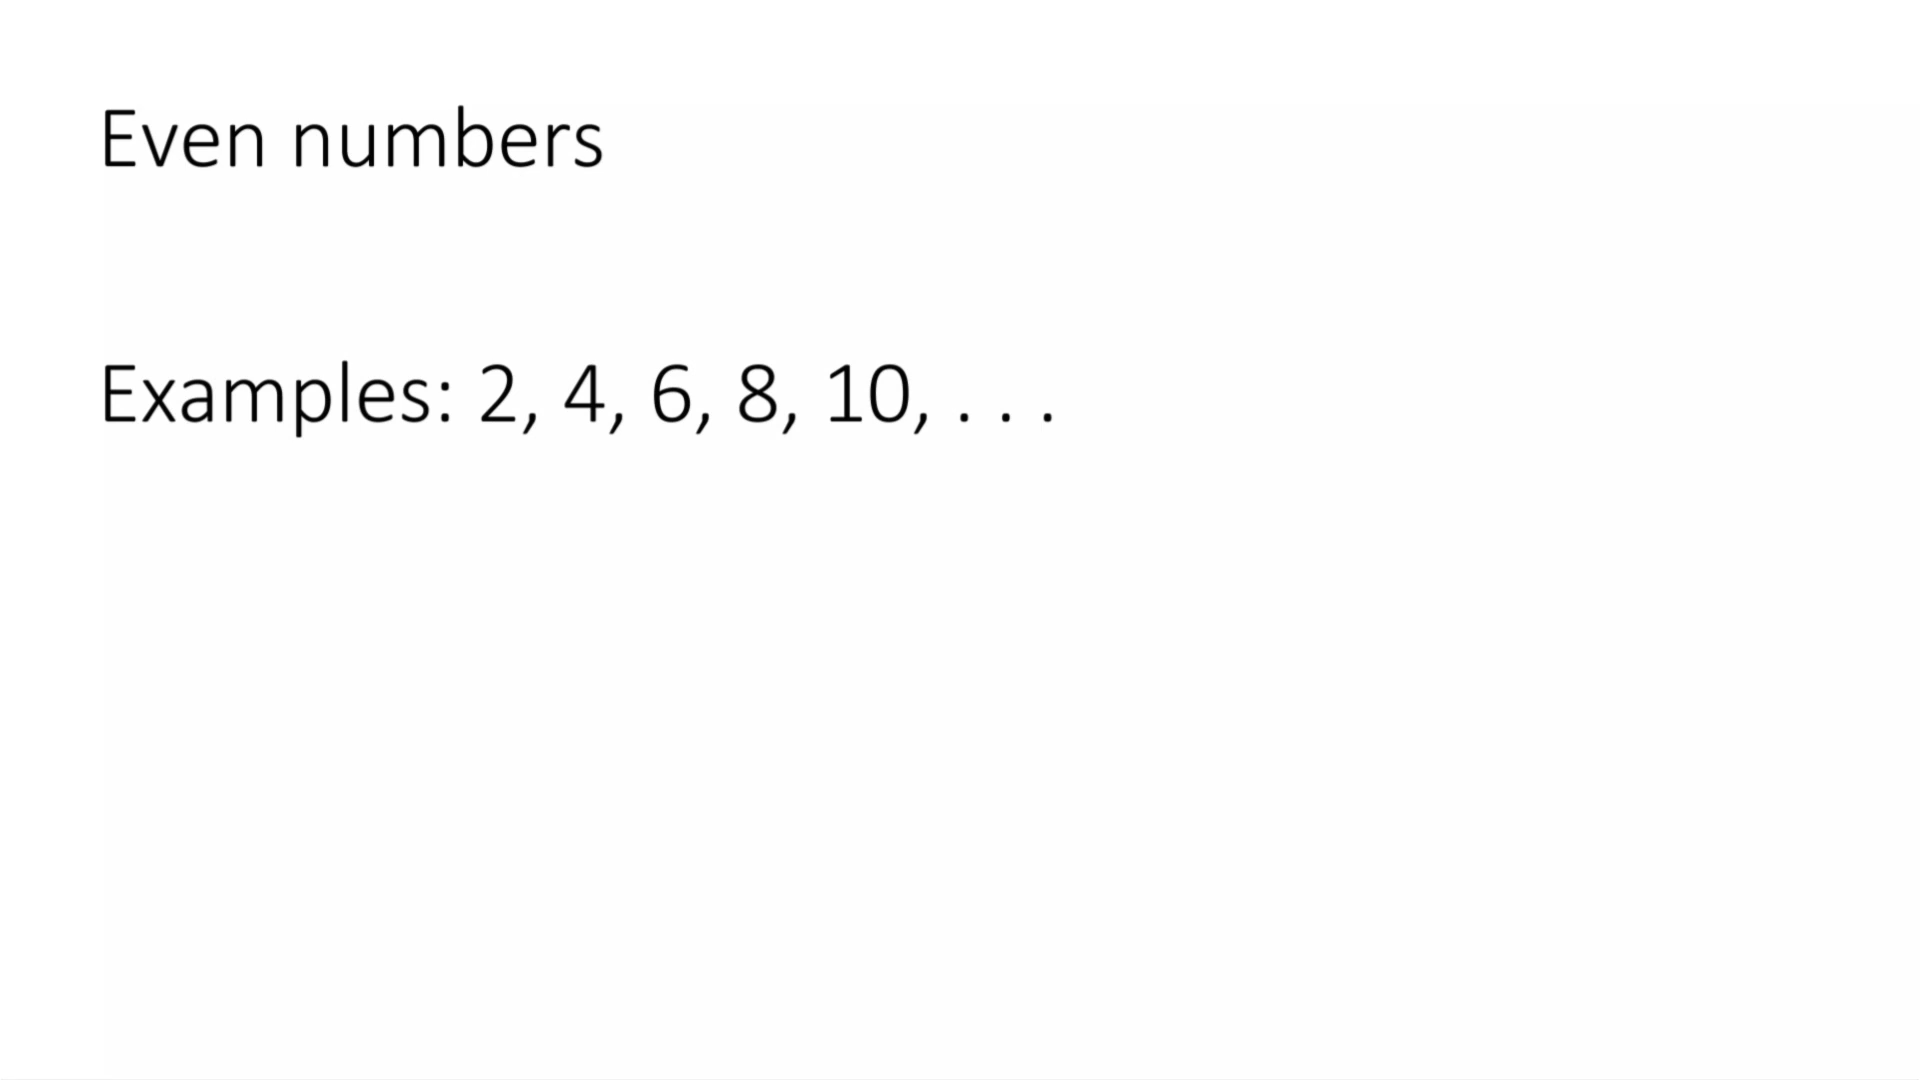 Even numbers
Examples: 2, 4, 6, 8, 10, . . .